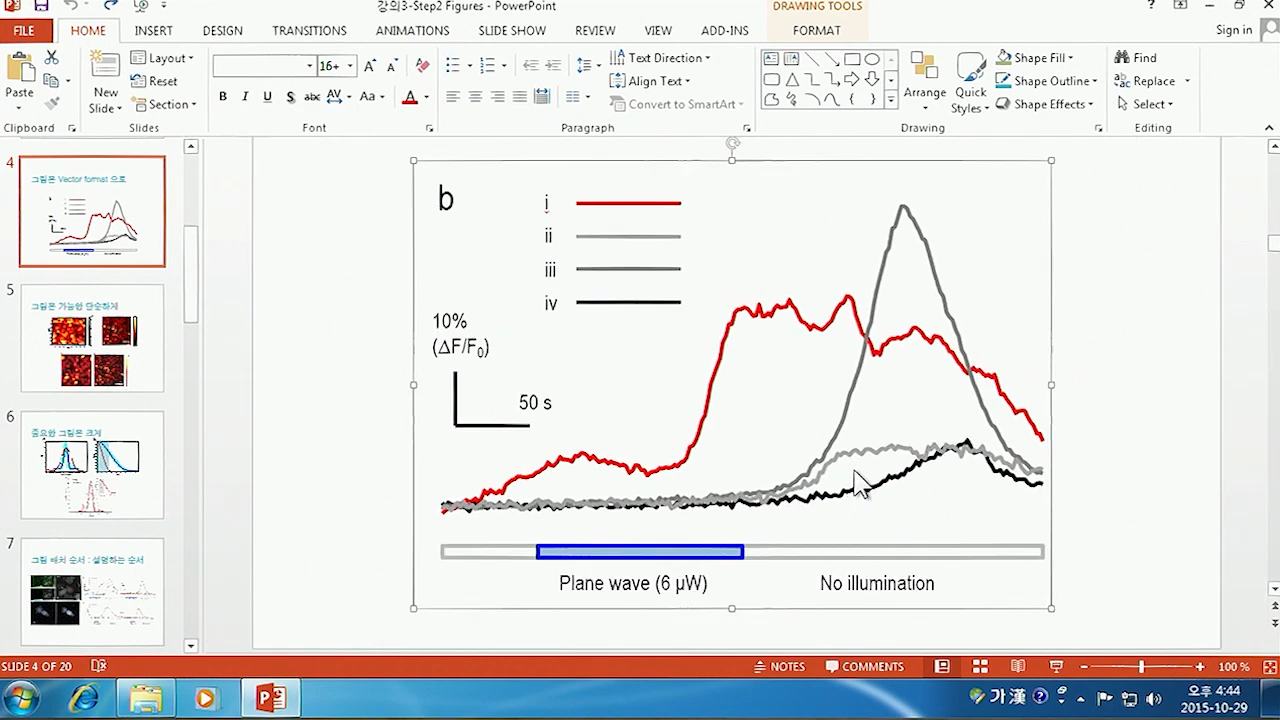 강의3-Step2 Figures - PowerPoint
DRAWING TOOLS
FILE
HOME
INSERT
DESIGN
TRANSITIONS
ANIMATIONS
SLIDE SHOW
REVIEW
VIEW
ADD-INS
FORMAT
Sign in
Paste
New
Slide
Layout
Reset
Section
16+
B I U S abc AV Aa A
Text Direction
Align Text
Convert to SmartArt
Arrange
Quick
Styles
Shape Fill
Shape Outline
Shape Effects
Find
Replace
Select
Clipboard
Slides
Font
Paragraph
Drawing
Editing
4
그림은 Vector format 으로
5
그림은 가능한 단순하게
6
중요한 그림은 크게
7
그림 배치 순서 : 설명하는 순서
b
i
ii
iii
iv
10%
(ΔF/F₀)
50 s
Plane wave (6 μW)
No illumination
SLIDE 4 OF 20
NOTES
COMMENTS
100 %
가 漢
오후 4:44
2015-10-29